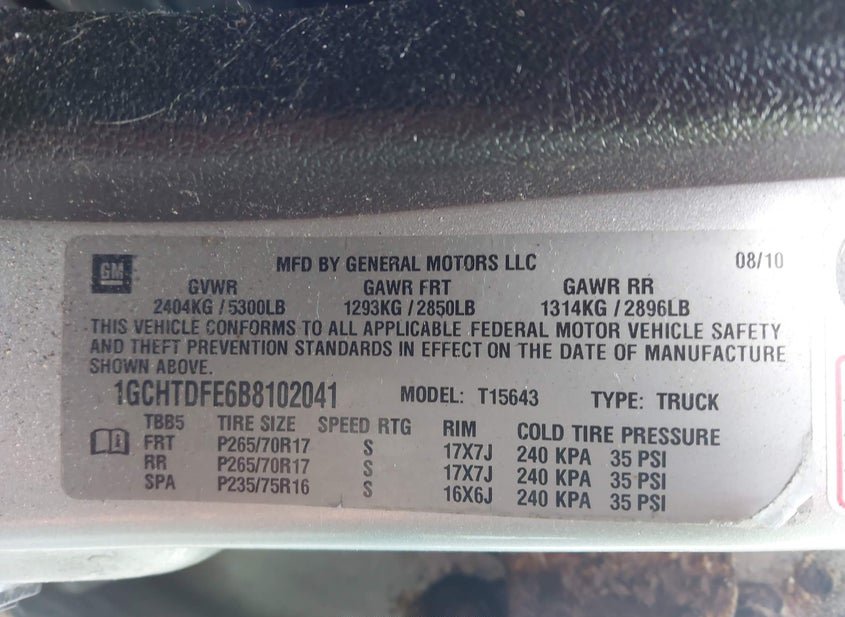 GM
MFD BY GENERAL MOTORS LLC 08/10
GVWR GAWR FRT GAWR RR
2404KG / 5300LB 1293KG / 2850LB 1314KG / 2896LB
THIS VEHICLE CONFORMS TO ALL APPLICABLE FEDERAL MOTOR VEHICLE SAFETY
AND THEFT PREVENTION STANDARDS IN EFFECT ON THE DATE OF MANUFACTURE
SHOWN ABOVE.
1GCHTDFE6B8102041 MODEL: T15643 TYPE: TRUCK
TBB5 TIRE SIZE SPEED RTG RIM COLD TIRE PRESSURE
FRT P265/70R17 S 17X7J 240 KPA 35 PSI
RR P265/70R17 S 17X7J 240 KPA 35 PSI
SPA P235/75R16 S 16X6J 240 KPA 35 PSI